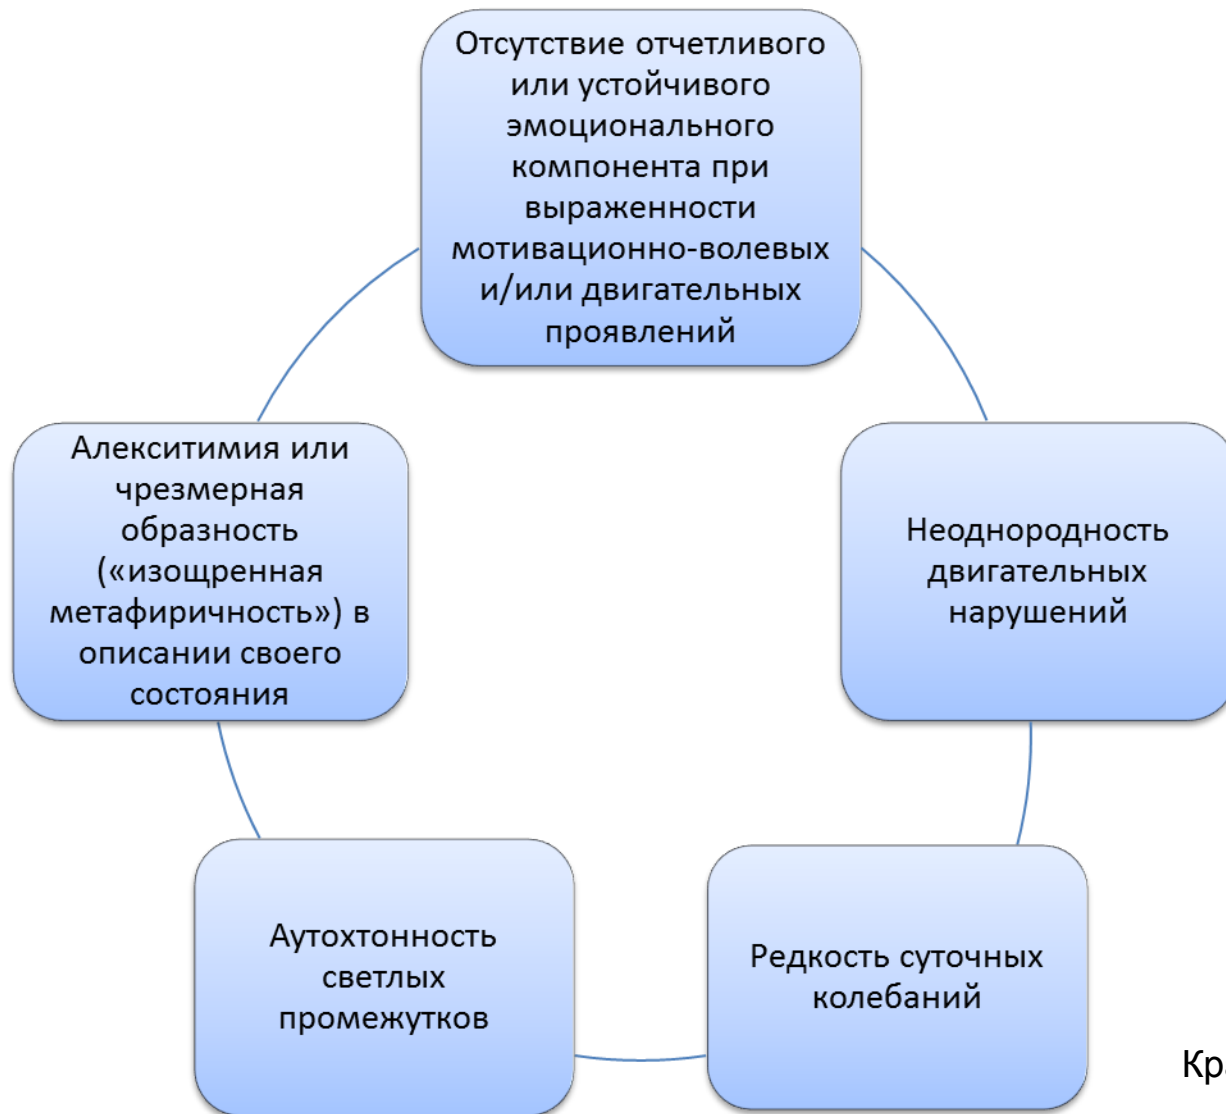 Отсутствие отчетливого
или устойчивого
эмоционального
компонента при
выраженности
мотивационно-волевых
и/или двигательных
проявлений
Неоднородность
двигательных
нарушений
Редкость суточных
колебаний
Аутохтонность
светлых
промежутков
Алекситимия или
чрезмерная
образность
(«изощренная
метафиричность») в
описании своего
состояния